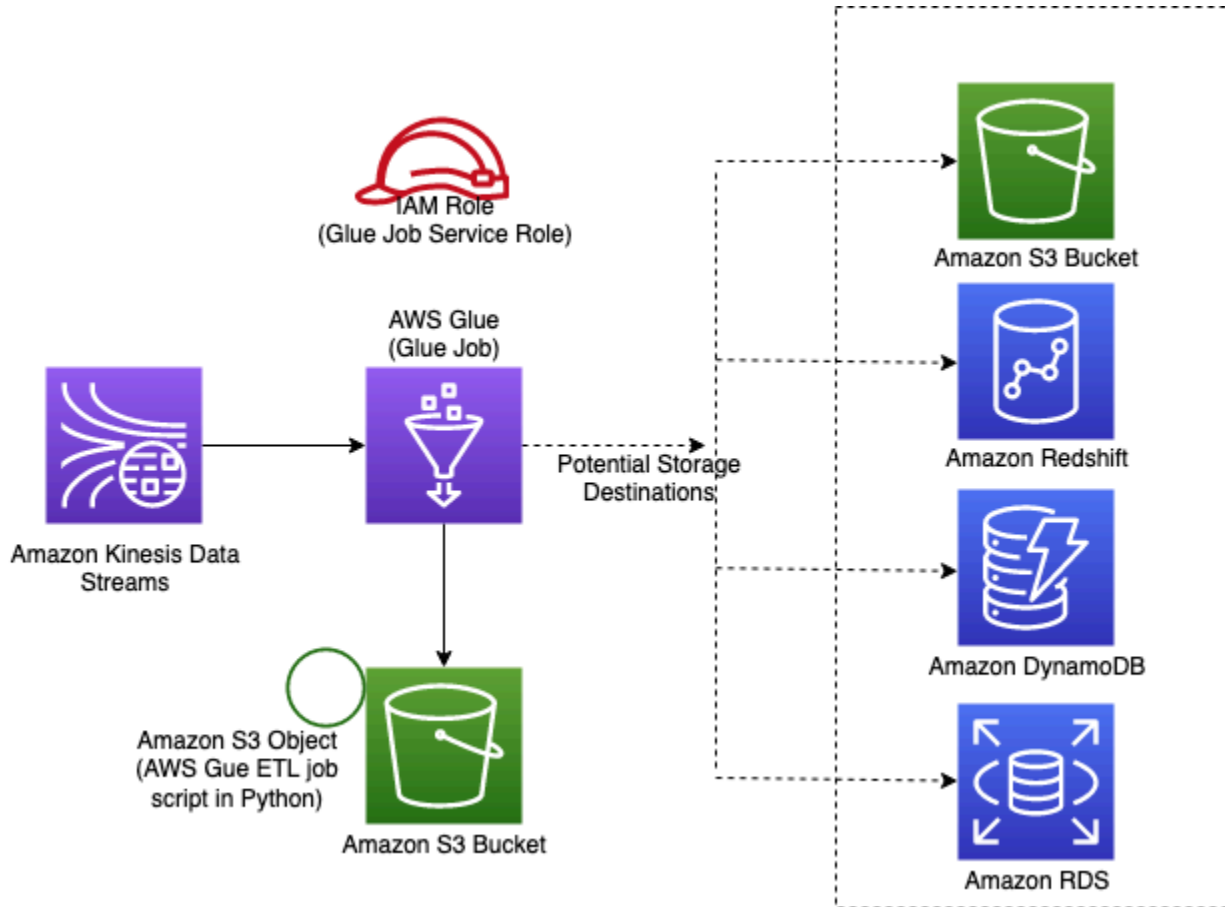 IAM Role
(Glue Job Service Role)
AWS Glue
(Glue Job)
Amazon Kinesis Data
Streams
Potential Storage
Destinations
Amazon S3 Object
(AWS Gue ETL job
script in Python)
Amazon S3 Bucket
Amazon S3 Bucket
Amazon Redshift
Amazon DynamoDB
Amazon RDS